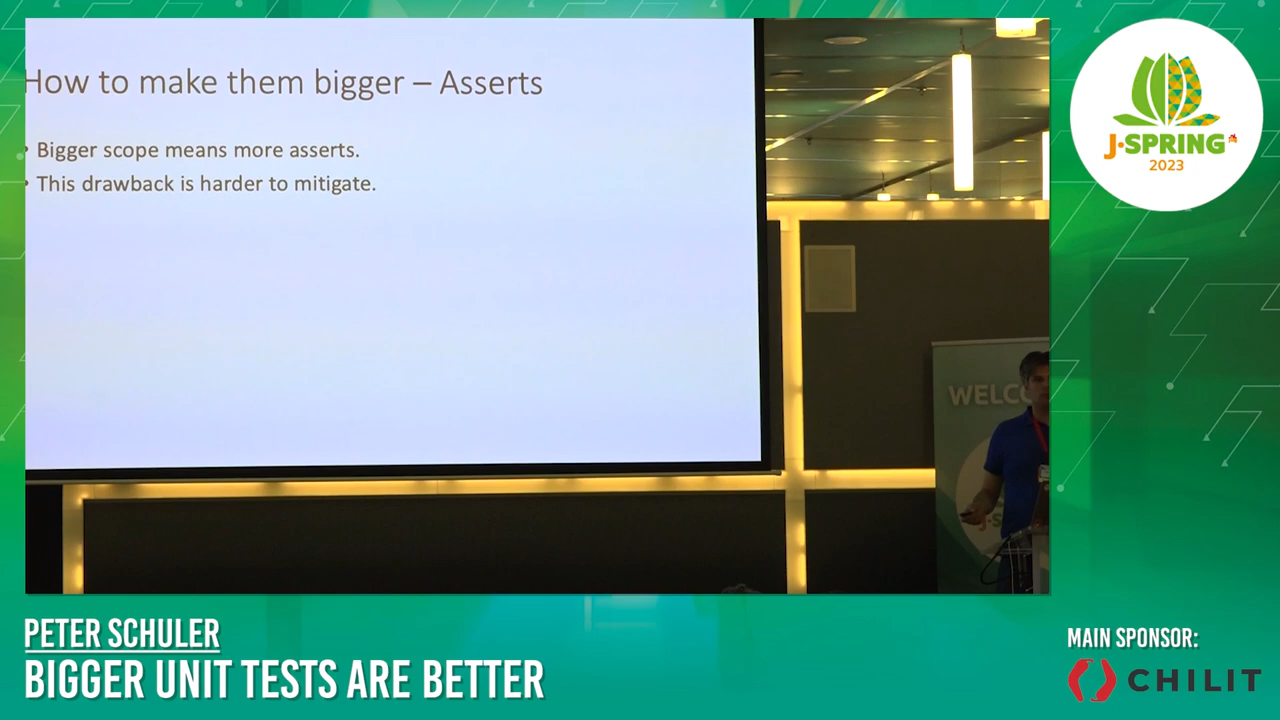 How to make them bigger – Asserts
• Bigger scope means more asserts.
• This drawback is harder to mitigate.
J·SPRING
2023
WELCO
PETER SCHULER
BIGGER UNIT TESTS ARE BETTER
MAIN SPONSOR:
CHILIT